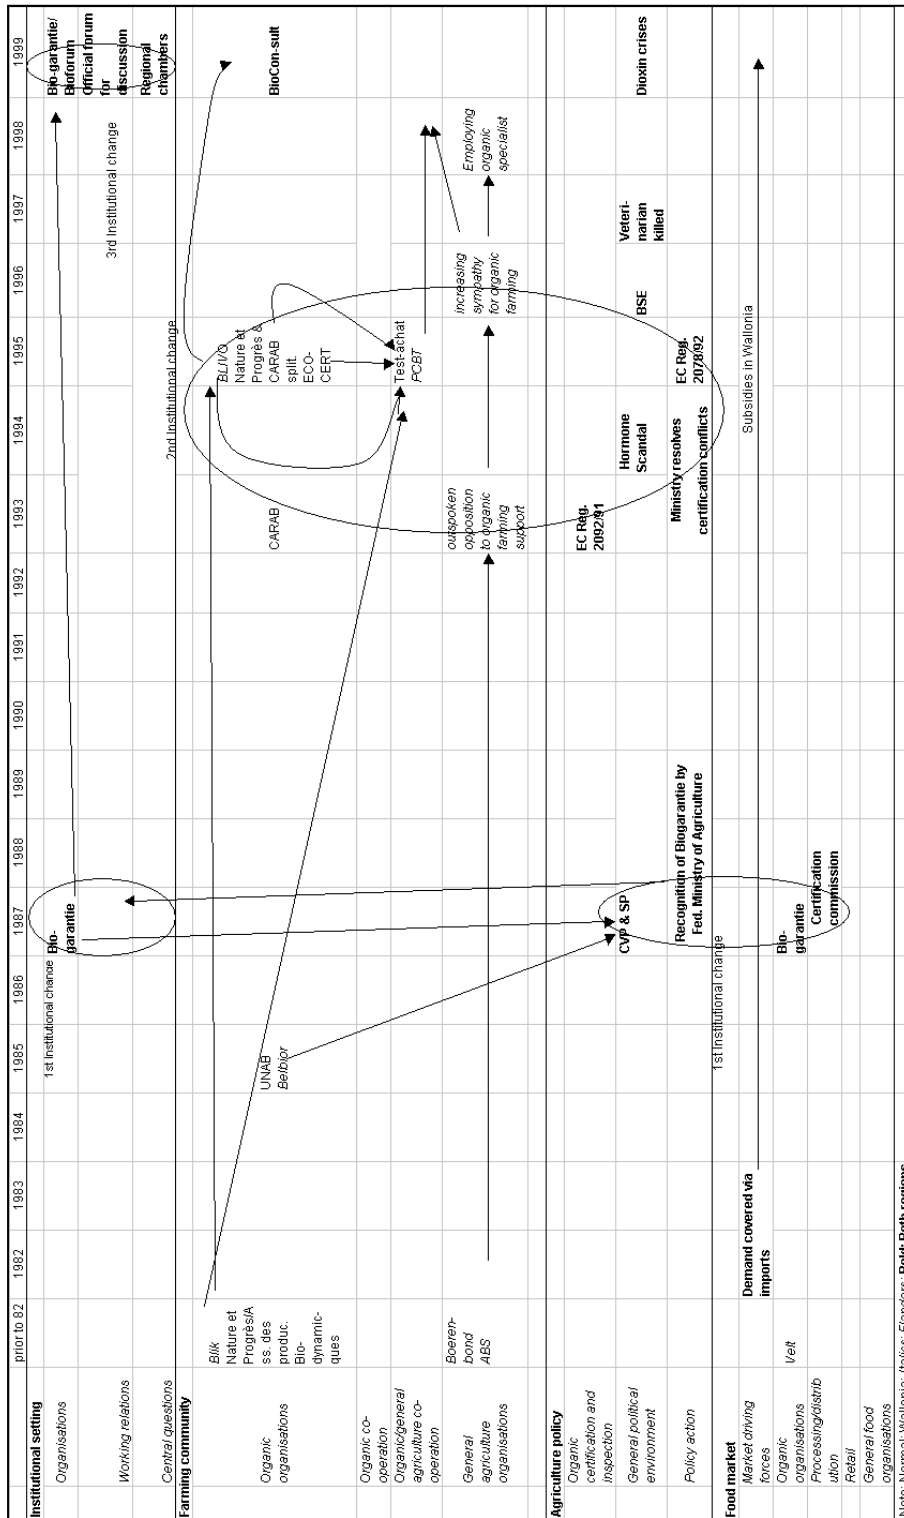 prior to 82
1982
1983
1984
1985
1986
1987
1988
1989
1990
1991
1992
1993
1994
1995
1996
1997
1998
1999
Institutional setting
Organisations
1st Institutional change
Bio-
garantie
Bio-garantie/
Bioforum
Official forum
for
discussion
Regional
chambers
Working relations
3rd Institutional change
Central questions
2nd Institutional change
Farming community
Organic
organisations
Blik
Nature et
Progrès/A
ss. des
produc.
Bio-
dynamic-
ques
UNAB
Belbior
CARAB
BLIVO
Nature et
Progrès &
CARAB
split.
ECO-
CERT
BioCon-sult
Organic co-
operation
Organic/general
agriculture co-
operation
Test-achat
PCBT
General
agriculture
organisations
Boeren-
bond
ABS
outspoken
opposition
to organic
farming
support
increasing
sympathy
for organic
farming
Employing
organic
specialist
Agriculture policy
Organic
certification and
inspection
EC Reg.
2092/91
General political
environment
CVP & SP
Hormone
Scandal
BSE
Veteri-
narian
killed
Dioxin crises
Policy action
Recognition of Biogarantie by
Fed. Ministry of Agriculture
Ministry resolves
certification conflicts
EC Reg.
2078/92
Food market
1st Institutional change
Market driving
forces
Demand covered via
imports
Subsidies in Wallonia
Organic
organisations
Velt
Bio-
garantie
Processing/distrib
ution
Certification
commission
Retail
General food
organisations
Note: Normal: Wallonia; Italics: Flanders; Bold: Both regions